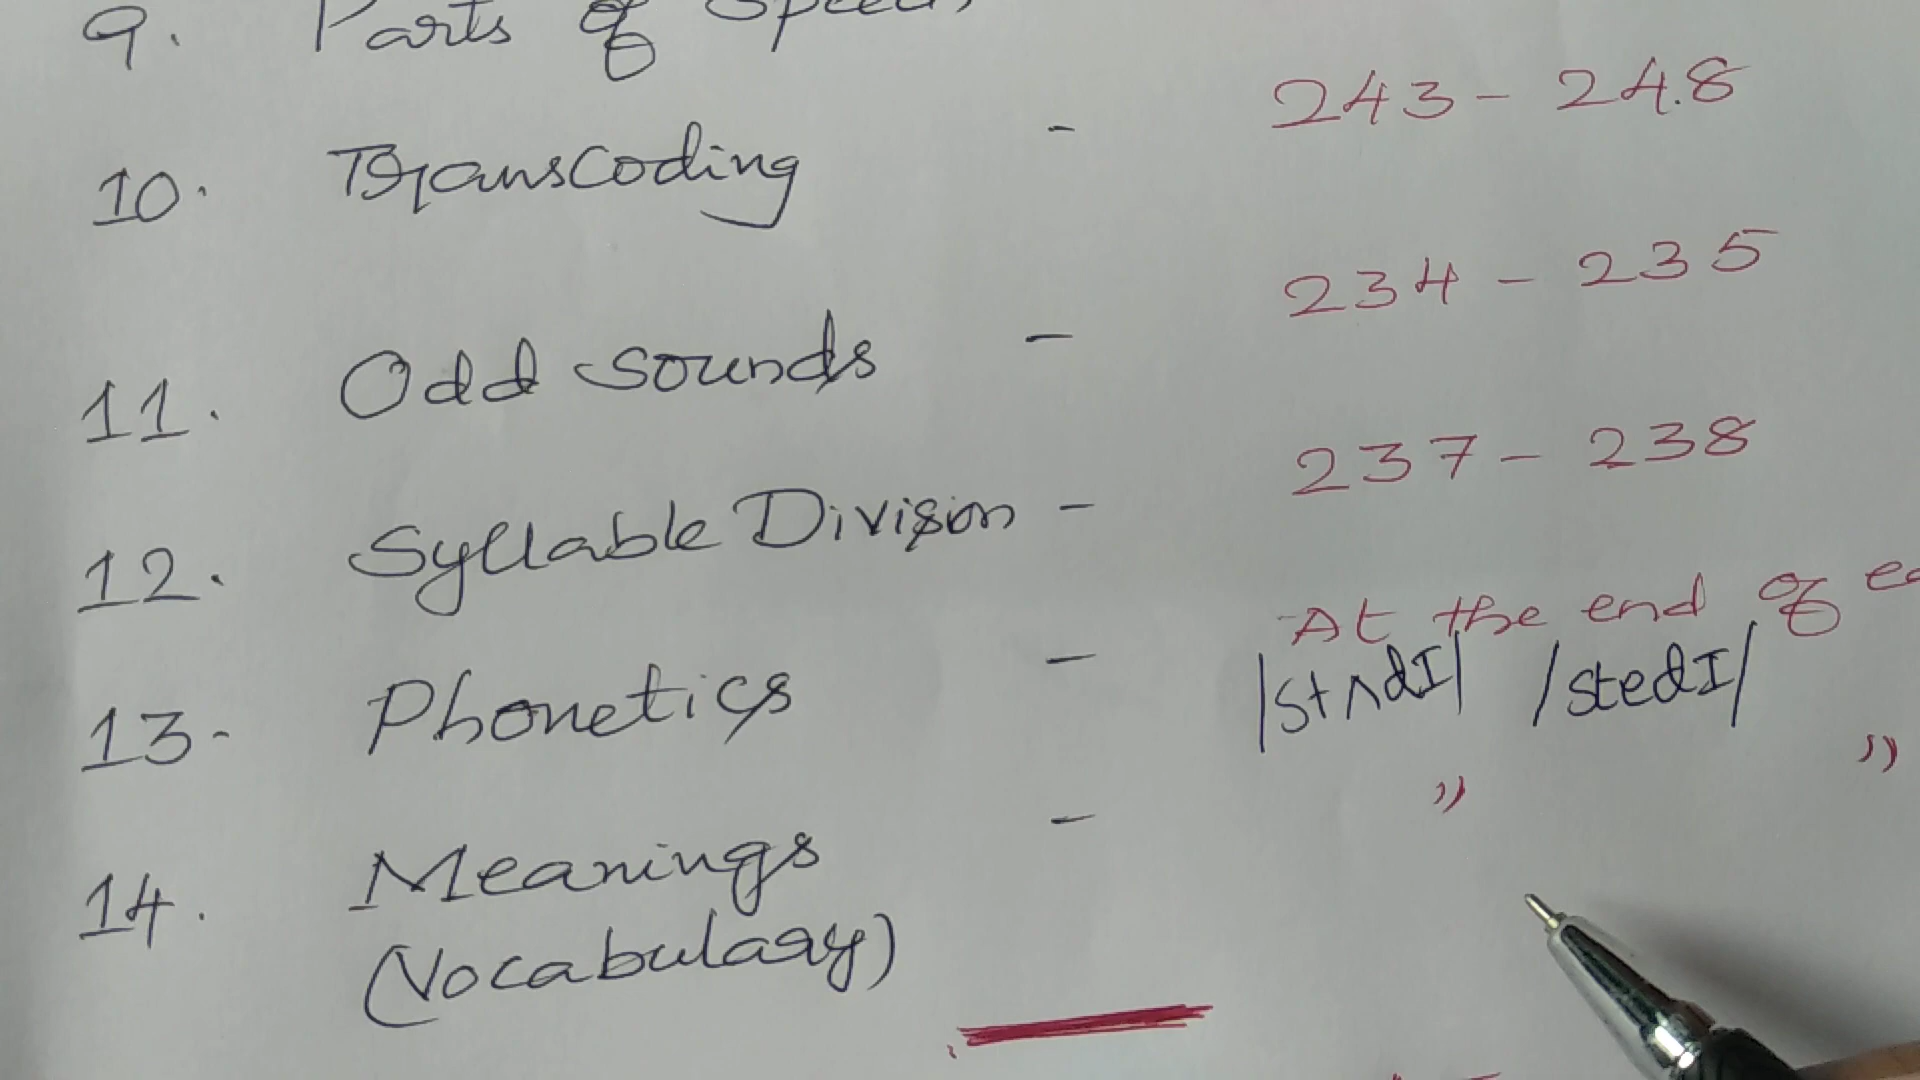 9. Parts of Speech
10. Transcoding - 243 - 248
11. Odd sounds - 234 - 235
12. Syllable Division - 237 - 238
13. Phonetics - At the end of
/stʌdI/ /stedI/
14. Meanings - " "
(Vocabulary)